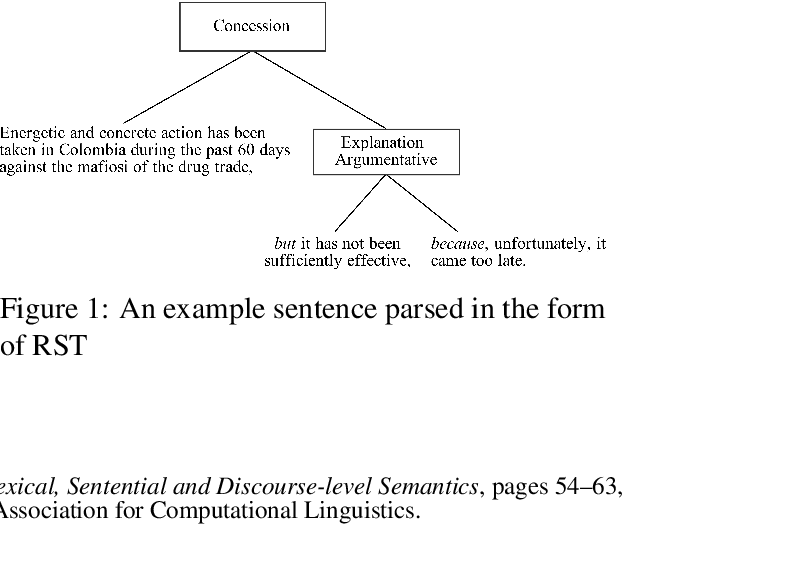 Concession
Energetic and concrete action has been
taken in Colombia during the past 60 days
against the mafiosi of the drug trade,
Explanation
Argumentative
but it has not been
sufficiently effective,
because, unfortunately, it
came too late.
Figure 1: An example sentence parsed in the form
of RST
exical, Sentential and Discourse-level Semantics, pages 54–63,
Association for Computational Linguistics.